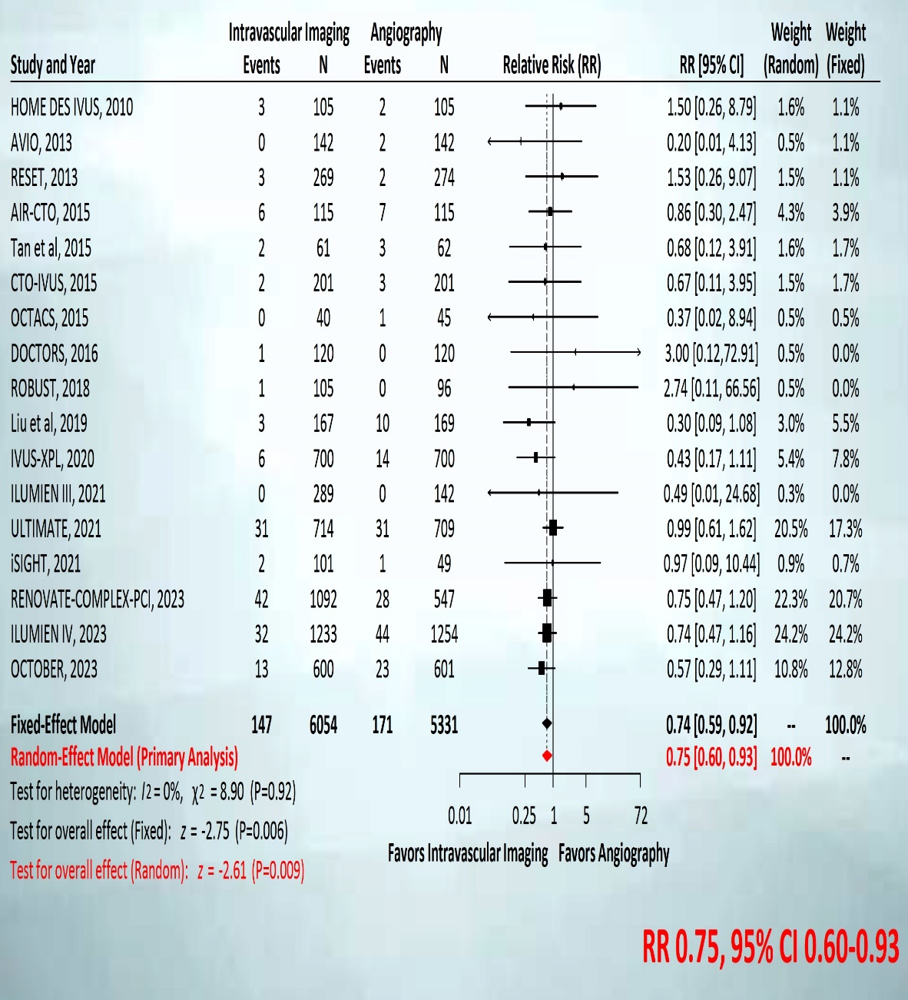 Intravascular Imaging Angiography Weight Weight
Study and Year Events N Events N Relative Risk (RR) RR [95% CI] (Random) (Fixed)
HOME DES IVUS, 2010 3 105 2 105 1.50 [0.26, 8.79] 1.6% 1.1%
AVIO, 2013 0 142 2 142 0.20 [0.01, 4.13] 0.5% 1.1%
RESET, 2013 3 269 2 274 1.53 [0.26, 9.07] 1.5% 1.1%
AIR-CTO, 2015 6 115 7 115 0.86 [0.30, 2.47] 4.3% 3.9%
Tan et al, 2015 2 61 3 62 0.68 [0.12, 3.91] 1.6% 1.7%
CTO-IVUS, 2015 2 201 3 201 0.67 [0.11, 3.95] 1.5% 1.7%
OCTACS, 2015 0 40 1 45 0.37 [0.02, 8.94] 0.5% 0.5%
DOCTORS, 2016 1 120 0 120 3.00 [0.12,72.91] 0.5% 0.0%
ROBUST, 2018 1 105 0 96 2.74 [0.11, 66.56] 0.5% 0.0%
Liu et al, 2019 3 167 10 169 0.30 [0.09, 1.08] 3.0% 5.5%
IVUS-XPL, 2020 6 700 14 700 0.43 [0.17, 1.11] 5.4% 7.8%
ILUMIEN III, 2021 0 289 0 142 0.49 [0.01, 24.68] 0.3% 0.0%
ULTIMATE, 2021 31 714 31 709 0.99 [0.61, 1.62] 20.5% 17.3%
iSIGHT, 2021 2 101 1 49 0.97 [0.09, 10.44] 0.9% 0.7%
RENOVATE-COMPLEX-PCI, 2023 42 1092 28 547 0.75 [0.47, 1.20] 22.3% 20.7%
ILUMIEN IV, 2023 32 1233 44 1254 0.74 [0.47, 1.16] 24.2% 24.2%
OCTOBER, 2023 13 600 23 601 0.57 [0.29, 1.11] 10.8% 12.8%
Fixed-Effect Model 147 6054 171 5331 0.74 [0.59, 0.92] -- 100.0%
Random-Effect Model (Primary Analysis) 0.75 [0.60, 0.93] 100.0% --
Test for heterogeneity: I2 = 0%, χ2 = 8.90 (P=0.92)
0.01 0.25 1 5 72
Test for overall effect (Fixed): z = -2.75 (P=0.006)
Favors Intravascular Imaging Favors Angiography
Test for overall effect (Random): z = -2.61 (P=0.009)
RR 0.75, 95% CI 0.60-0.93